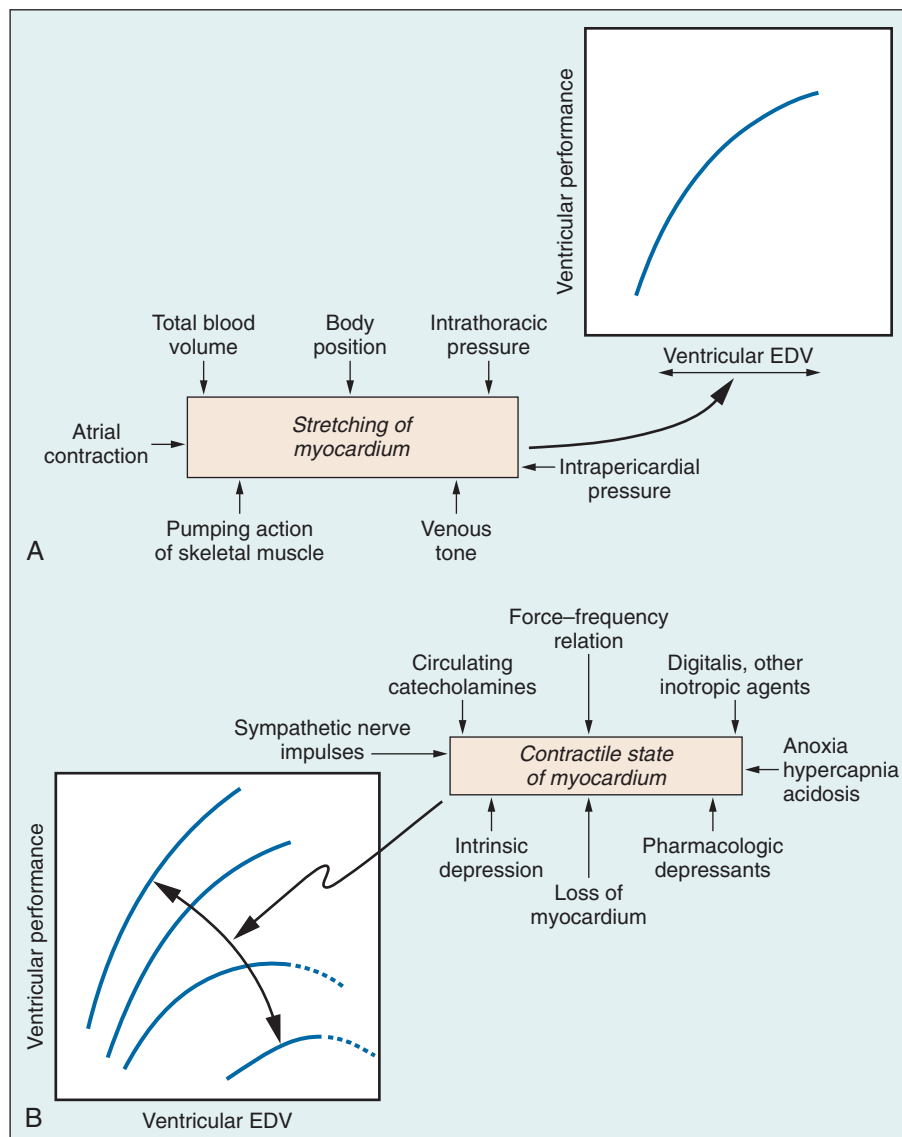 Ventricular performance
Ventricular EDV
Total blood
volume
Body
position
Intrathoracic
pressure
Atrial
contraction
Stretching of
myocardium
Intrapericardial
pressure
Pumping action
of skeletal muscle
Venous
tone
A
Force–frequency
relation
Circulating
catecholamines
Digitalis, other
inotropic agents
Sympathetic nerve
impulses
Contractile state
of myocardium
Anoxia
hypercapnia
acidosis
Intrinsic
depression
Loss of
myocardium
Pharmacologic
depressants
Ventricular performance
Ventricular EDV
B